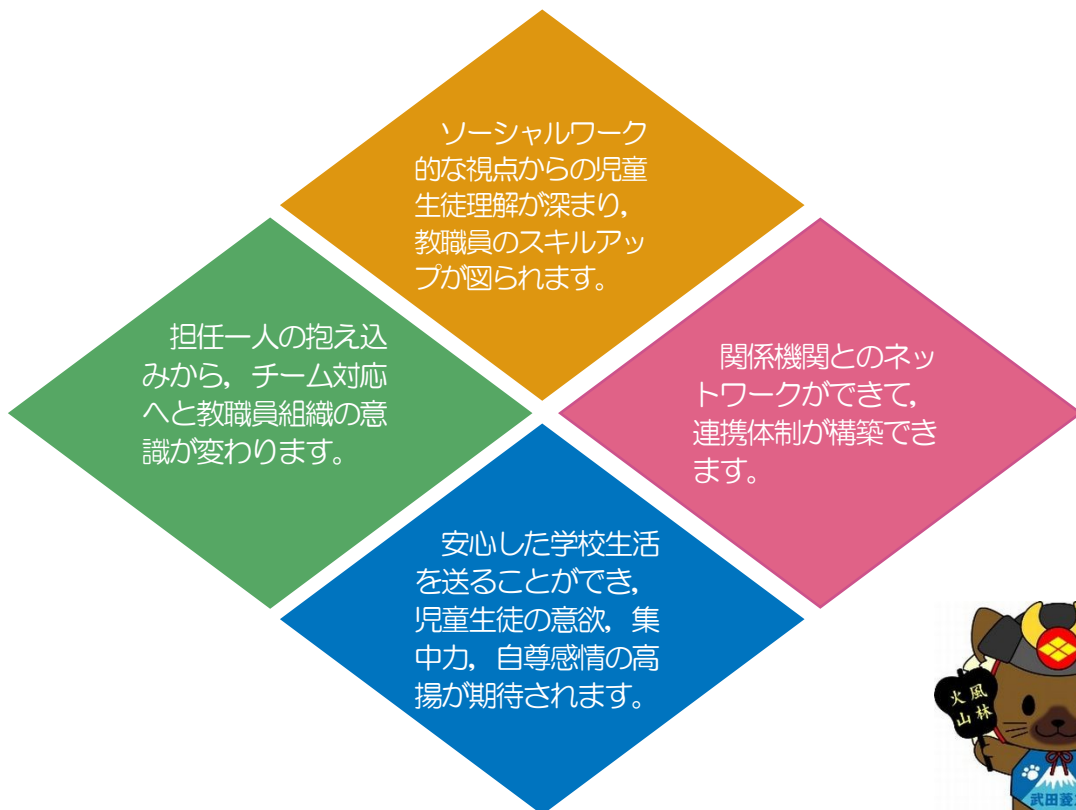 ソーシャルワーク
的な視点からの児童
生徒理解が深まり，
教職員のスキルアッ
プが図られます。
担任一人の抱え込
みから，チーム対応
へと教職員組織の意
識が変わります。
関係機関とのネッ
トワークができて，
連携体制が構築でき
ます。
安心した学校生活
を送ることができ，
児童生徒の意欲，集
中力，自尊感情の高
揚が期待されます。
風林
火山
武田菱